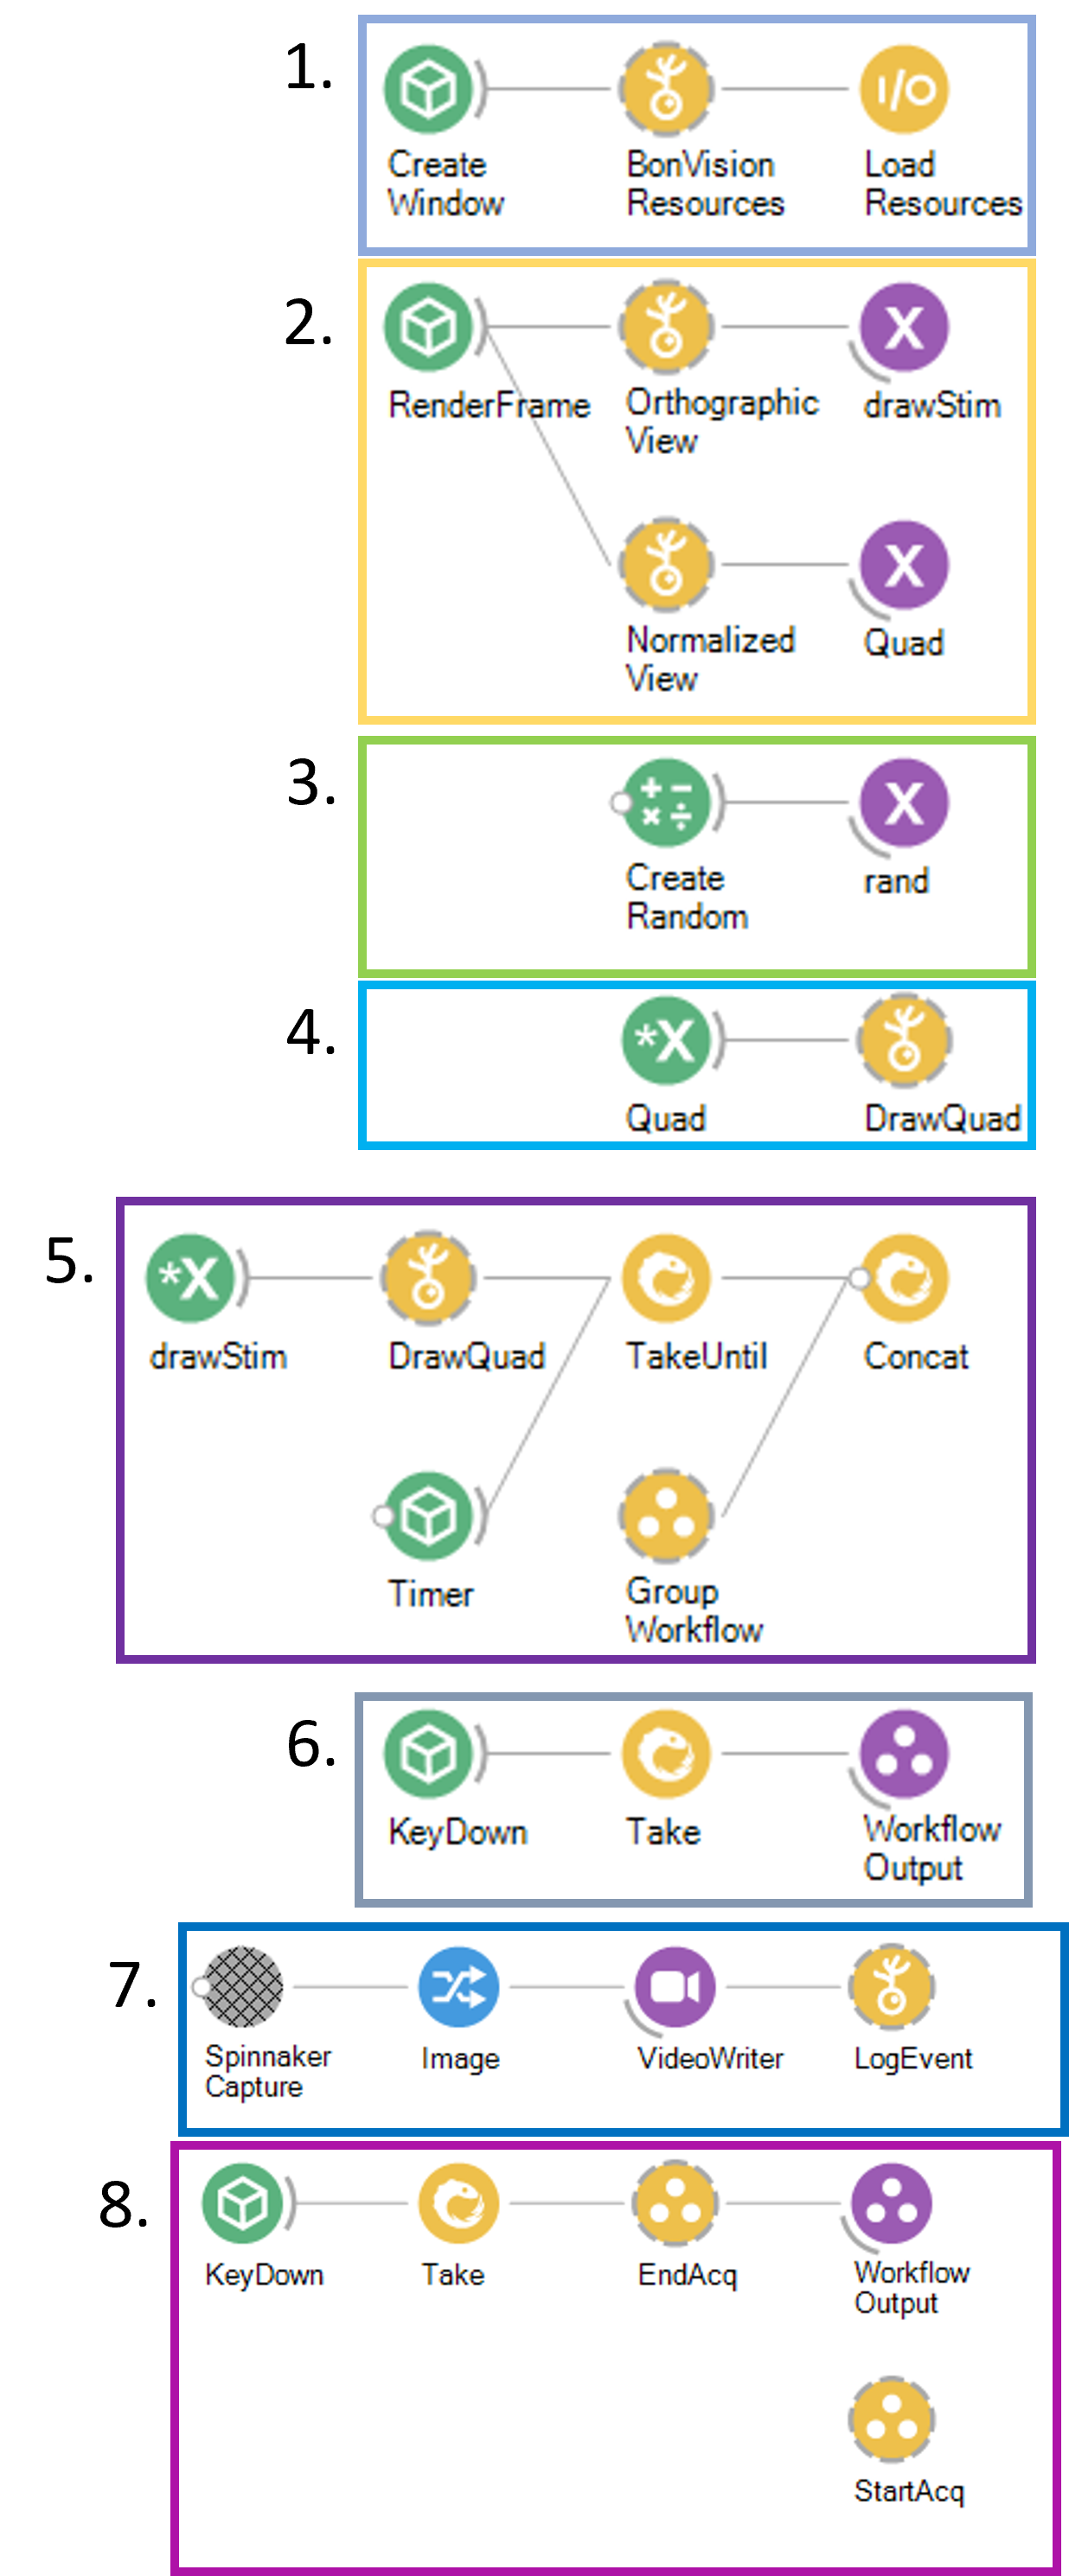 1.
Create
Window
BonVision
Resources
I/O
Load
Resources
2.
RenderFrame
Orthographic
View
X
drawStim
Normalized
View
X
Quad
3.
Create
Random
X
rand
4.
*X
Quad
DrawQuad
5.
*X
drawStim
DrawQuad
TakeUntil
Concat
Timer
Group
Workflow
6.
KeyDown
Take
Workflow
Output
7.
Spinnaker
Capture
Image
VideoWriter
LogEvent
8.
KeyDown
Take
EndAcq
Workflow
Output
StartAcq